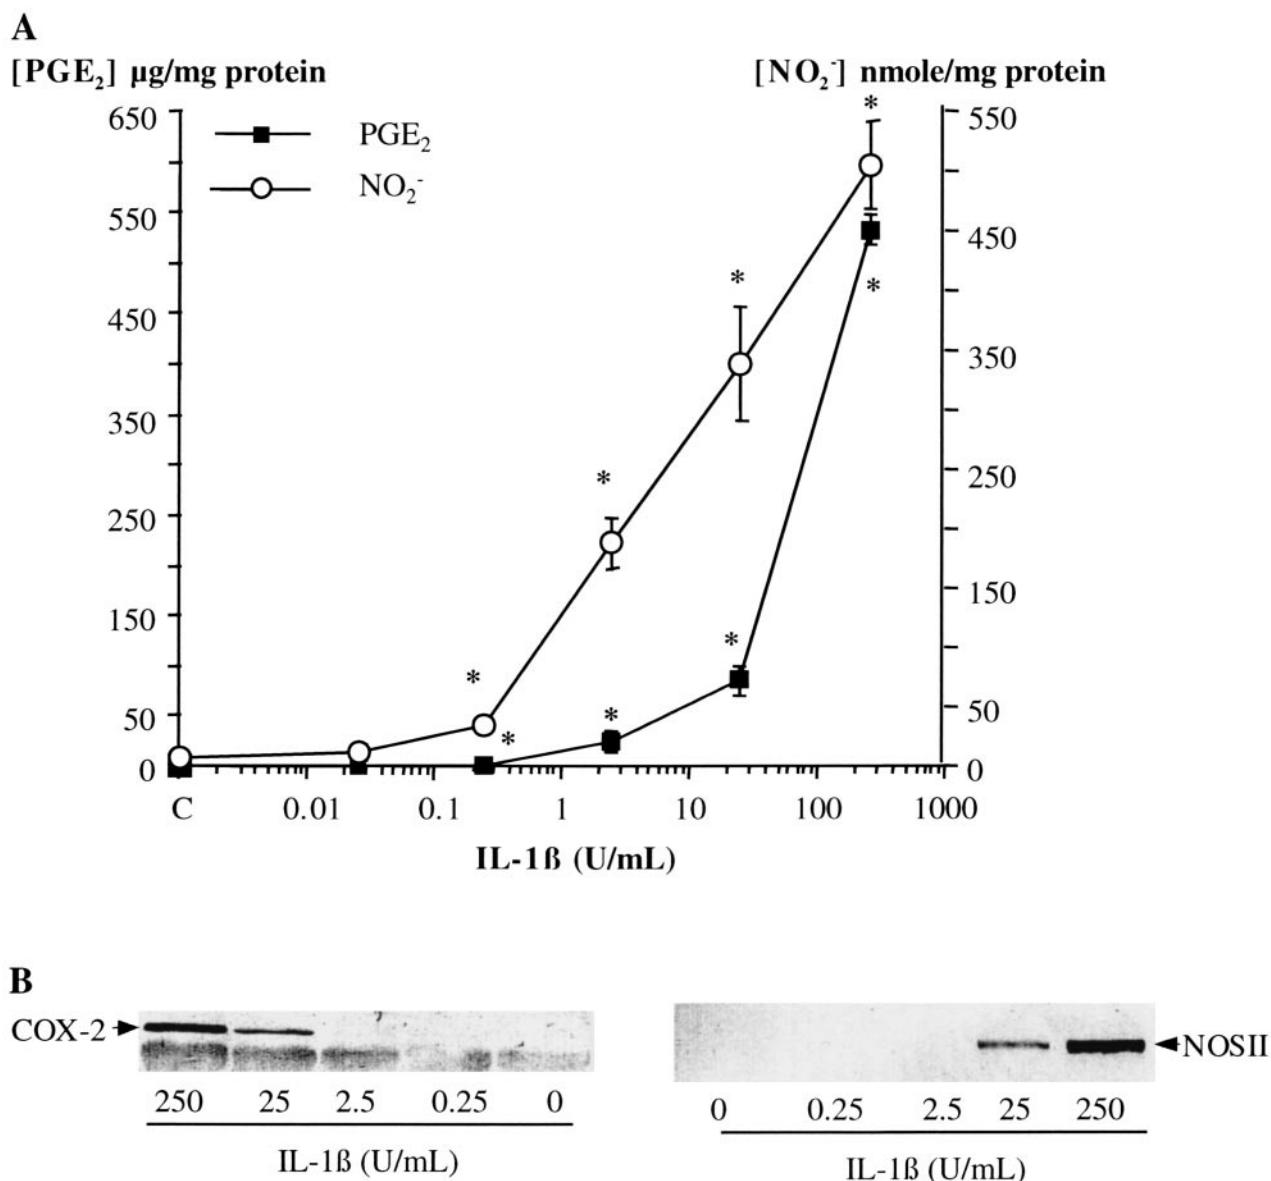 A
[PGE₂] µg/mg protein
[NO₂⁻] nmole/mg protein
PGE₂
NO₂⁻
650
550
450
350
250
150
50
0
550
450
350
250
150
50
0
*
*
*
*
*
*
*
*
*
C 0.01 0.1 1 10 100 1000
IL-1ß (U/mL)
B
COX-2
250 25 2.5 0.25 0
IL-1ß (U/mL)
NOSII
0 0.25 2.5 25 250
IL-1ß (U/mL)